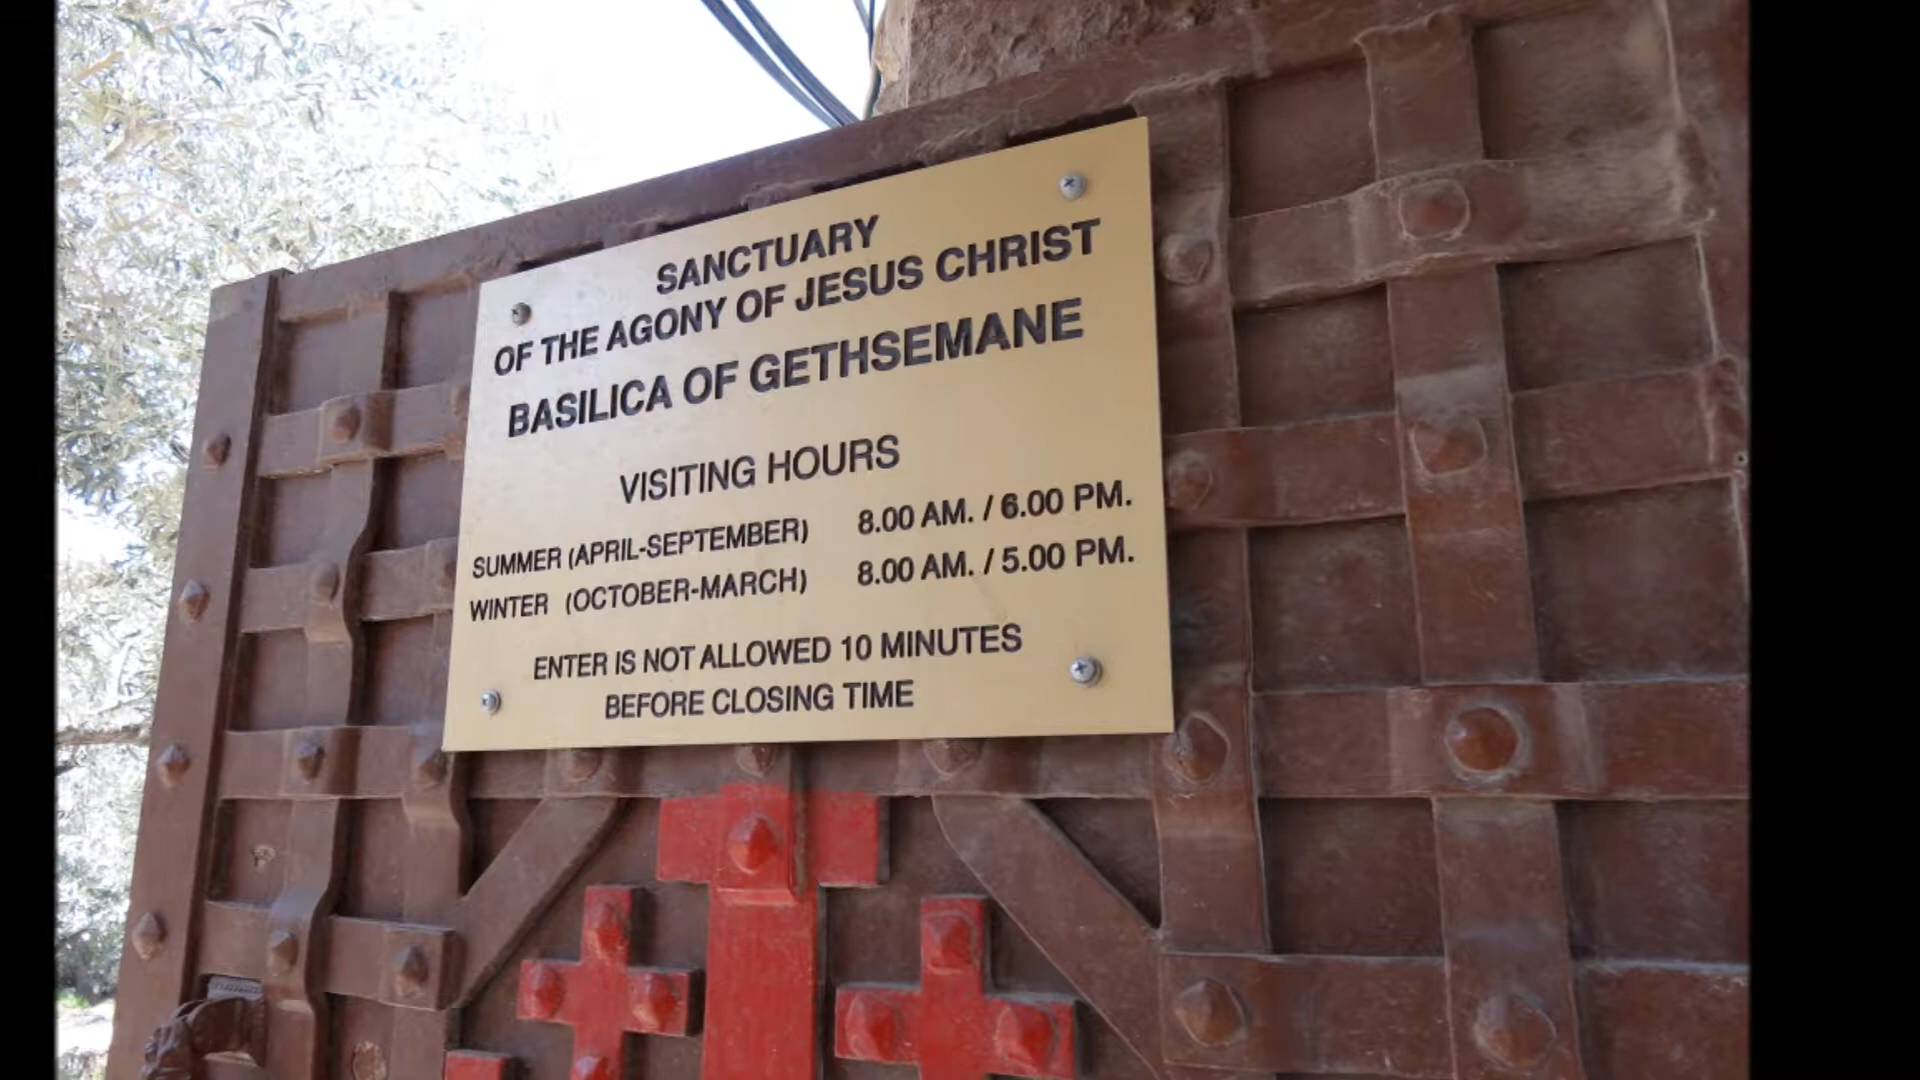 SANCTUARY
OF THE AGONY OF JESUS CHRIST
BASILICA OF GETHSEMANE
VISITING HOURS
SUMMER (APRIL-SEPTEMBER) 8.00 AM. / 6.00 PM.
WINTER (OCTOBER-MARCH) 8.00 AM. / 5.00 PM.
ENTER IS NOT ALLOWED 10 MINUTES
BEFORE CLOSING TIME